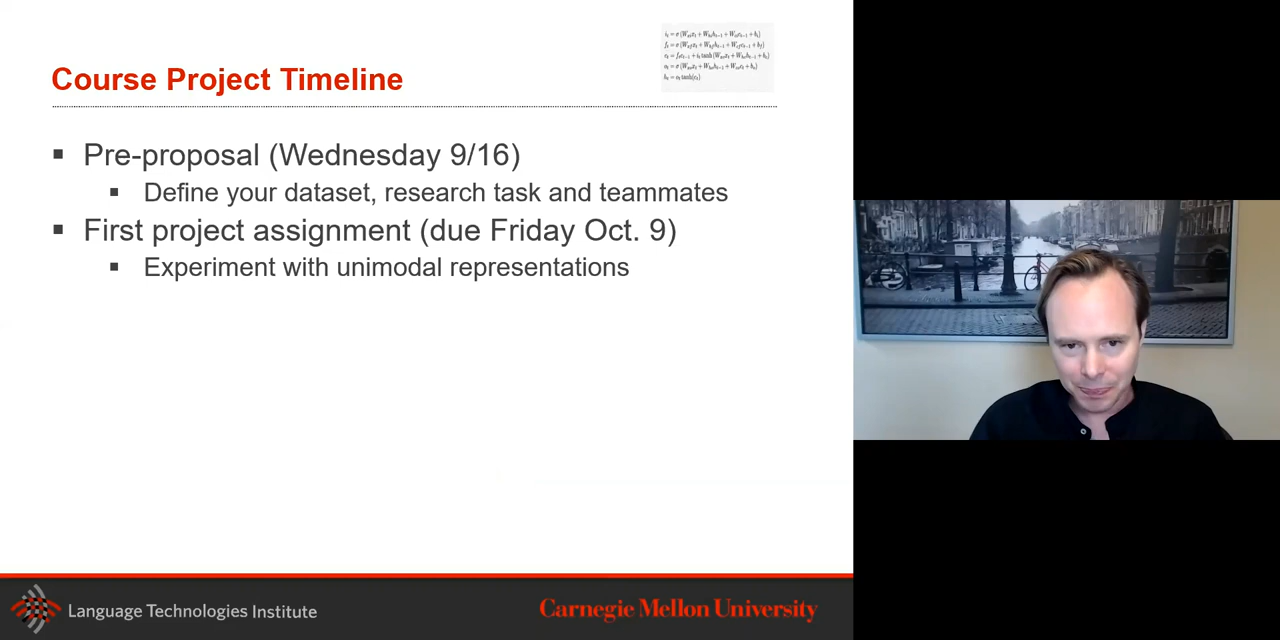 Course Project Timeline
▪ Pre-proposal (Wednesday 9/16)
▪ Define your dataset, research task and teammates
▪ First project assignment (due Friday Oct. 9)
▪ Experiment with unimodal representations
Language Technologies Institute
Carnegie Mellon University